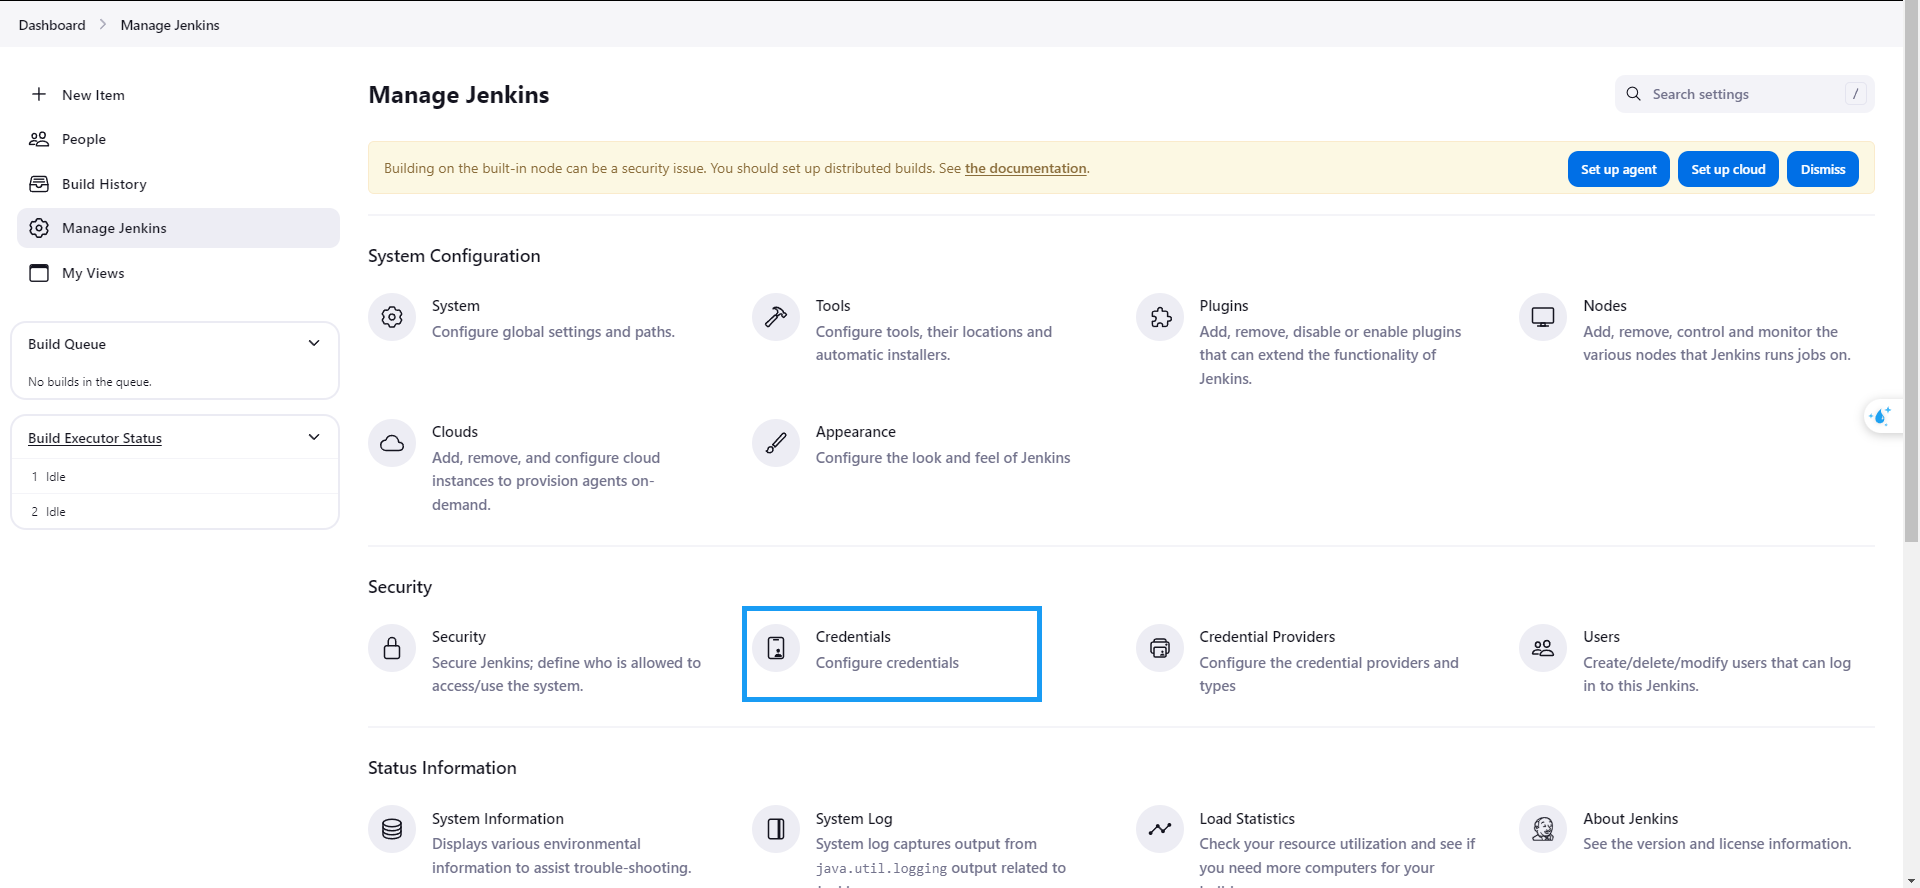 Dashboard
Manage Jenkins
New Item
People
Build History
Manage Jenkins
My Views
Build Queue
No builds in the queue.
Build Executor Status
1 Idle
2 Idle
Manage Jenkins
Search settings
/
Building on the built-in node can be a security issue. You should set up distributed builds. See the documentation.
Set up agent
Set up cloud
Dismiss
System Configuration
System
Configure global settings and paths.
Tools
Configure tools, their locations and
automatic installers.
Plugins
Add, remove, disable or enable plugins
that can extend the functionality of
Jenkins.
Nodes
Add, remove, control and monitor the
various nodes that Jenkins runs jobs on.
Clouds
Add, remove, and configure cloud
instances to provision agents on-
demand.
Appearance
Configure the look and feel of Jenkins
Security
Security
Secure Jenkins; define who is allowed to
access/use the system.
Credentials
Configure credentials
Credential Providers
Configure the credential providers and
types
Users
Create/delete/modify users that can log
in to this Jenkins.
Status Information
System Information
Displays various environmental
information to assist trouble-shooting.
System Log
System log captures output from
java.util.logging output related to
Load Statistics
Check your resource utilization and see if
you need more computers for your
About Jenkins
See the version and license information.